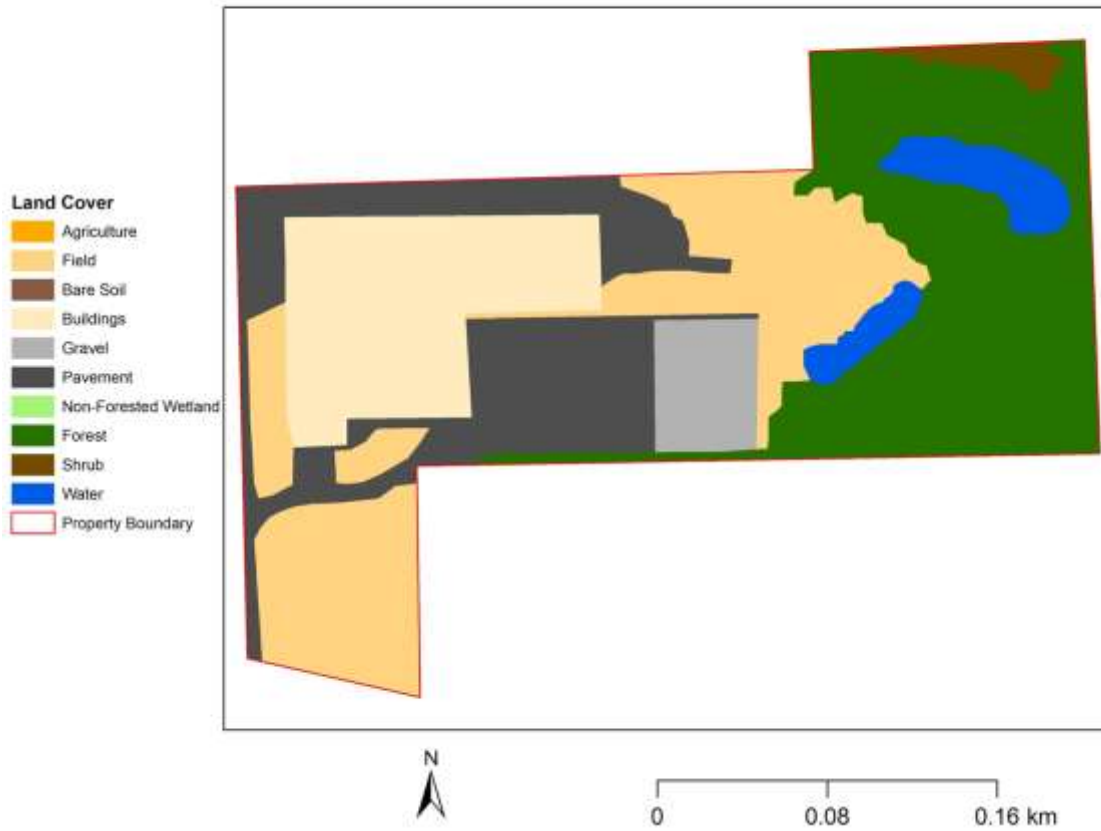 Land Cover
Agriculture
Field
Bare Soil
Buildings
Gravel
Pavement
Non-Forested Wetland
Forest
Shrub
Water
Property Boundary
N
0 0.08 0.16 km